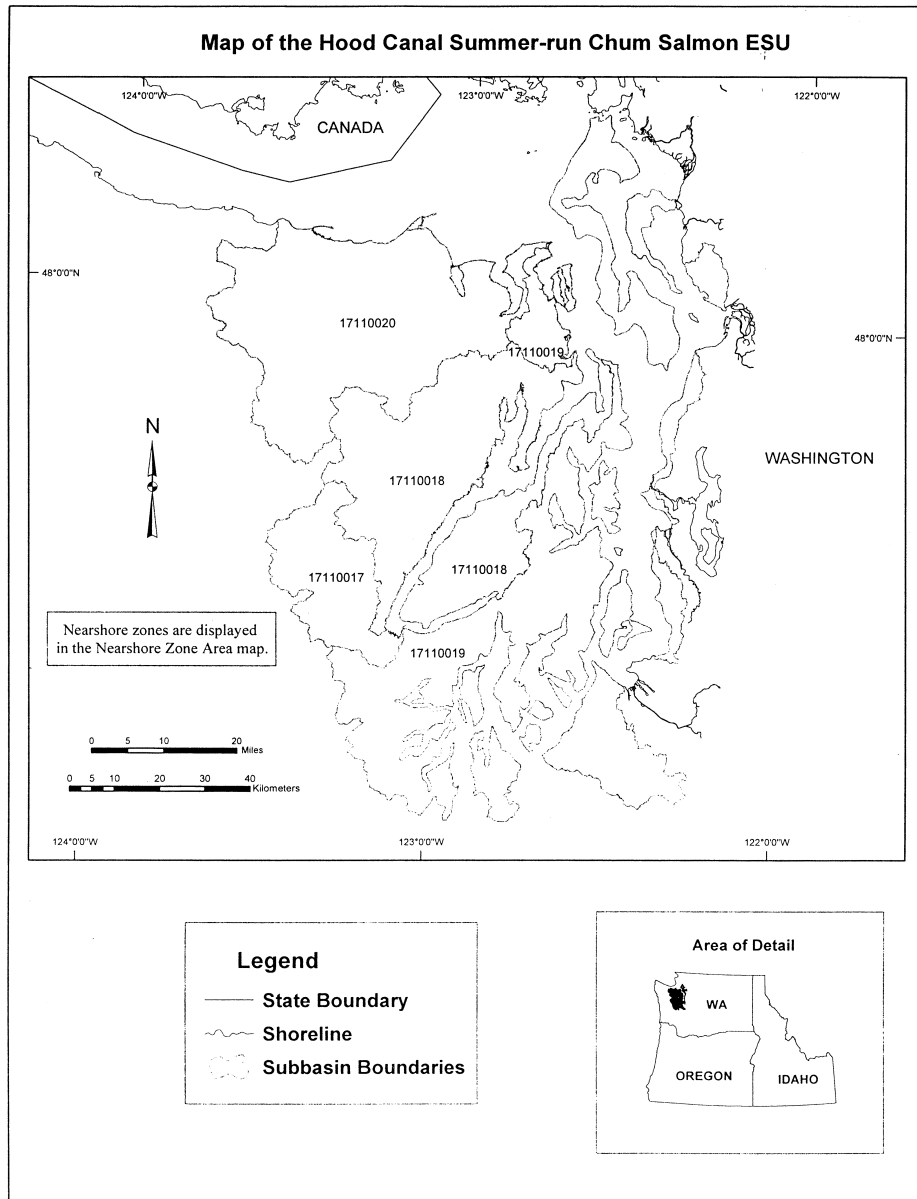 Map of the Hood Canal Summer-run Chum Salmon ESU
124°0'0"W
123°0'0"W
122°0'0"W
CANADA
48°0'0"N
17110020
48°0'0"N
17110019
N
WASHINGTON
17110018
17110018
17110017
Nearshore zones are displayed
in the Nearshore Zone Area map.
17110019
0 5 10 20
Miles
0 5 10 20 30 40
Kilometers
124°0'0"W
123°0'0"W
122°0'0"W
Legend
State Boundary
Shoreline
Subbasin Boundaries
Area of Detail
WA
OREGON
IDAHO